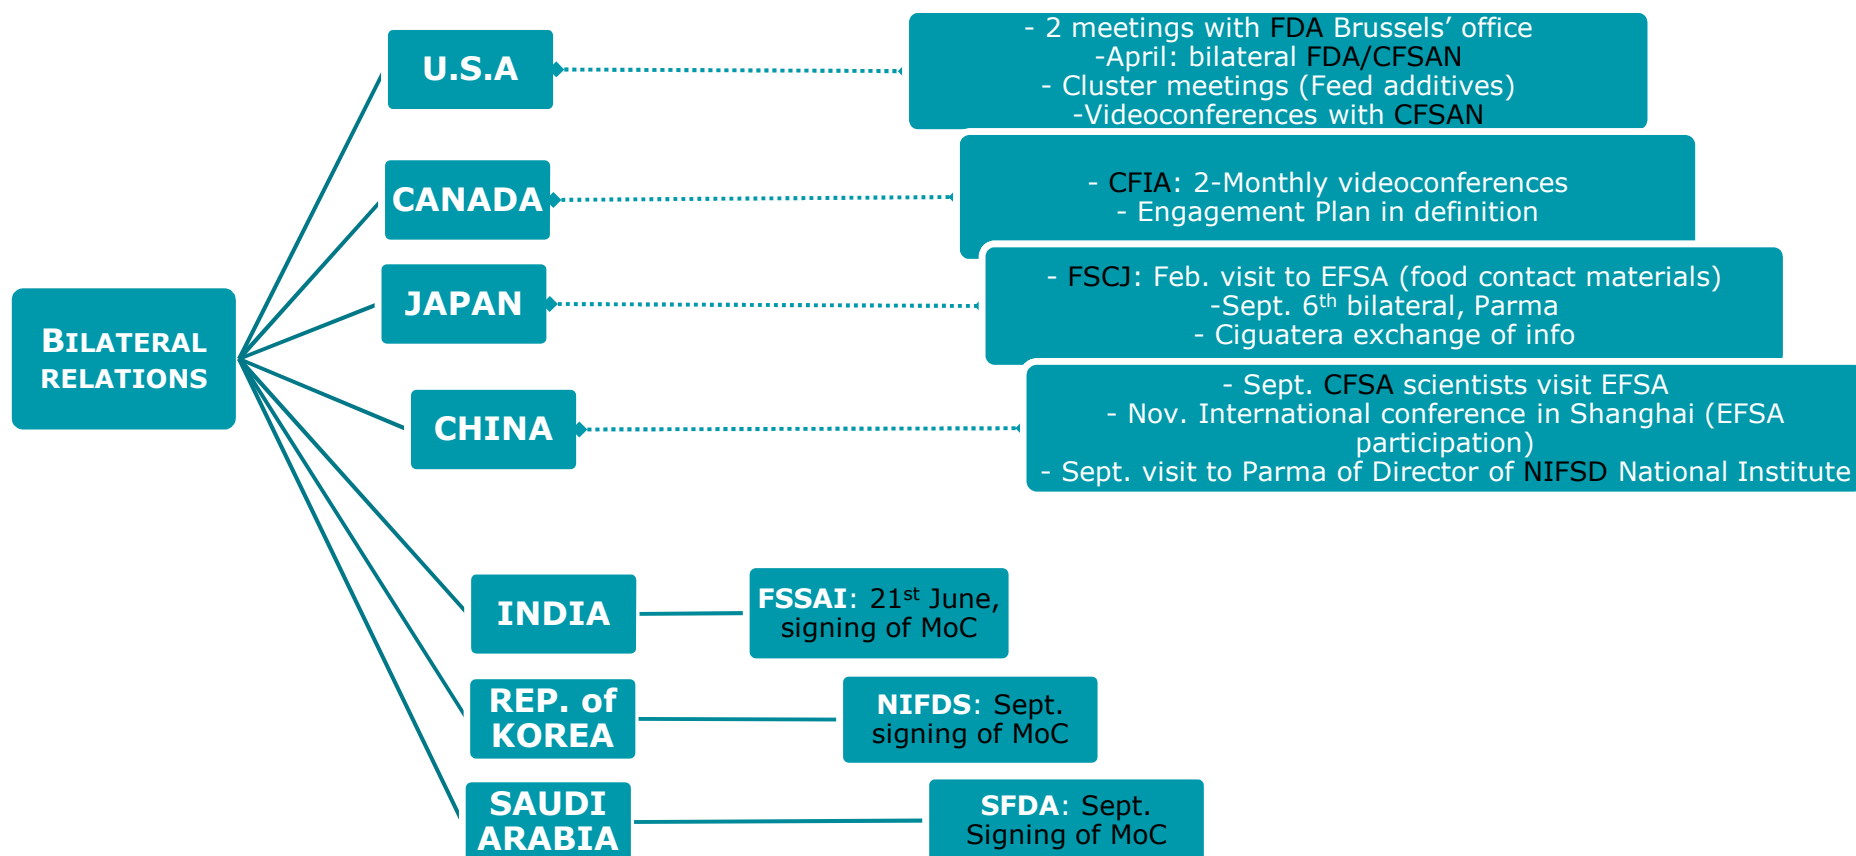 BILATERAL
RELATIONS
U.S.A
- 2 meetings with FDA Brussels’ office
-April: bilateral FDA/CFSAN
- Cluster meetings (Feed additives)
-Videoconferences with CFSAN
CANADA
- CFIA: 2-Monthly videoconferences
- Engagement Plan in definition
JAPAN
- FSCJ: Feb. visit to EFSA (food contact materials)
-Sept. 6th bilateral, Parma
- Ciguatera exchange of info
CHINA
- Sept. CFSA scientists visit EFSA
- Nov. International conference in Shanghai (EFSA
participation)
- Sept. visit to Parma of Director of NIFSD National Institute
INDIA
FSSAI: 21st June,
signing of MoC
REP. of
KOREA
NIFDS: Sept.
signing of MoC
SAUDI
ARABIA
SFDA: Sept.
Signing of MoC